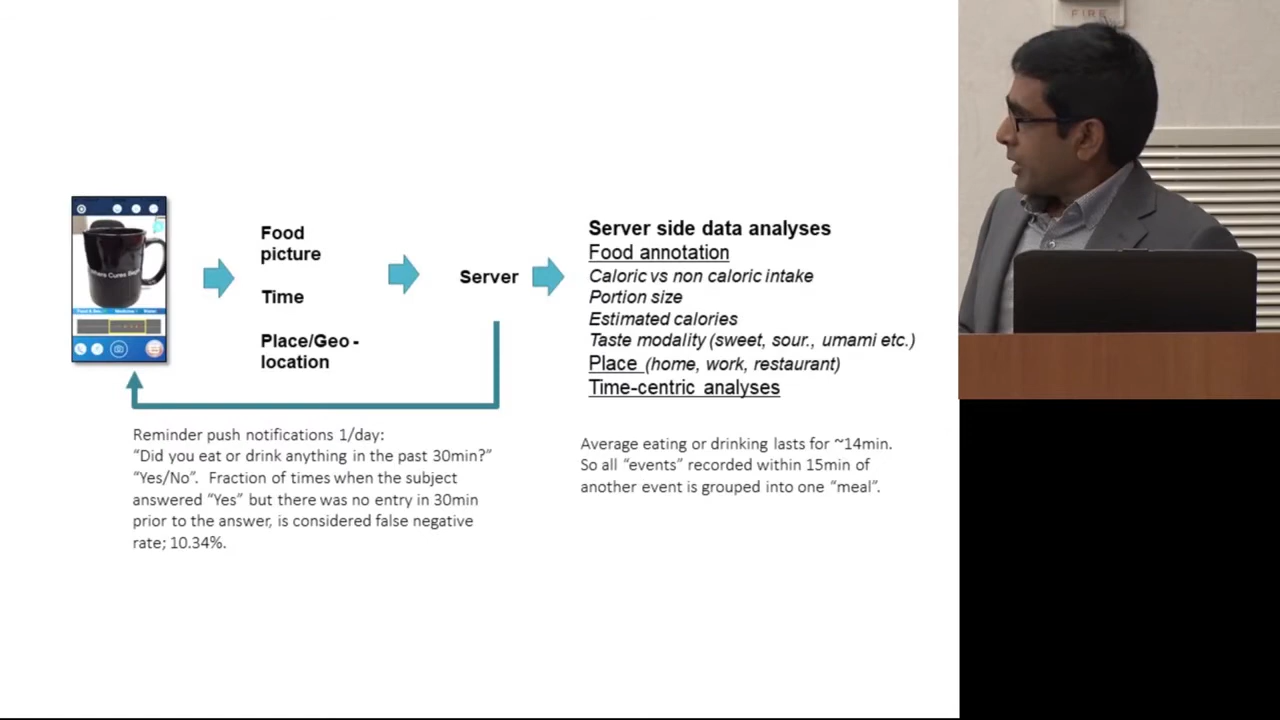 FIRE
Food
picture
Time
Place/Geo -
location
Server
Server side data analyses
Food annotation
Caloric vs non caloric intake
Portion size
Estimated calories
Taste modality (sweet, sour., umami etc.)
Place (home, work, restaurant)
Time-centric analyses
Reminder push notifications 1/day:
“Did you eat or drink anything in the past 30min?”
“Yes/No”. Fraction of times when the subject
answered “Yes” but there was no entry in 30min
prior to the answer, is considered false negative
rate; 10.34%.
Average eating or drinking lasts for ~14min.
So all “events” recorded within 15min of
another event is grouped into one “meal”.